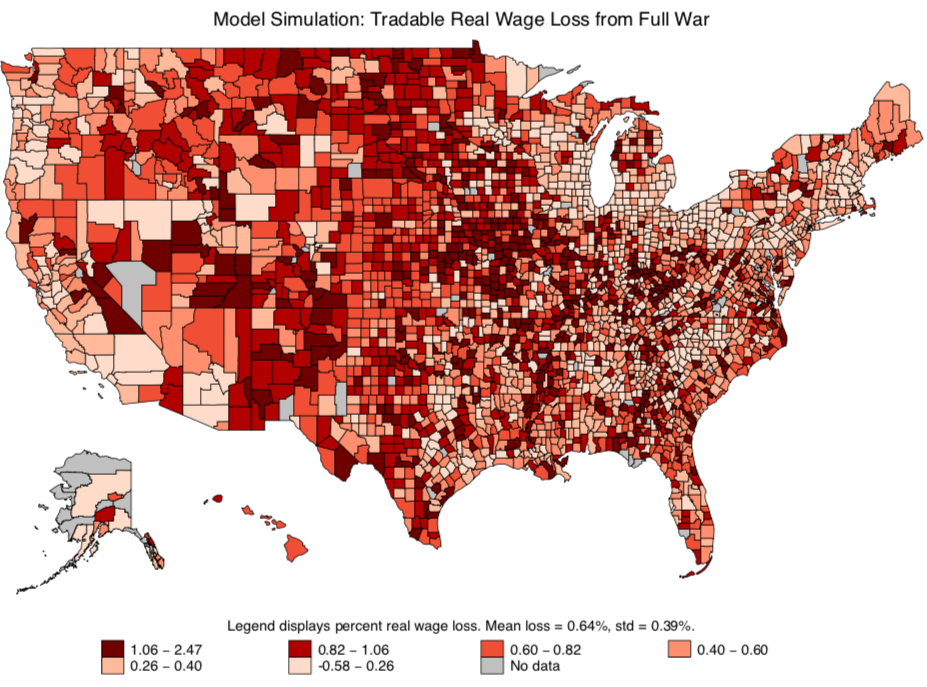 Model Simulation: Tradable Real Wage Loss from Full War
Legend displays percent real wage loss. Mean loss = 0.64%, std = 0.39%.
1.06 − 2.47 0.82 − 1.06 0.60 − 0.82 0.40 − 0.60
0.26 − 0.40 -0.58 − 0.26 No data